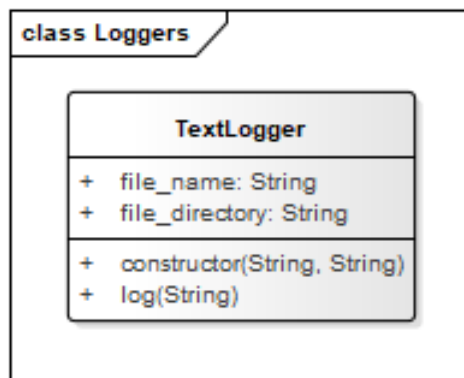 class Loggers
TextLogger
+ file_name: String
+ file_directory: String
+ constructor(String, String)
+ log(String)